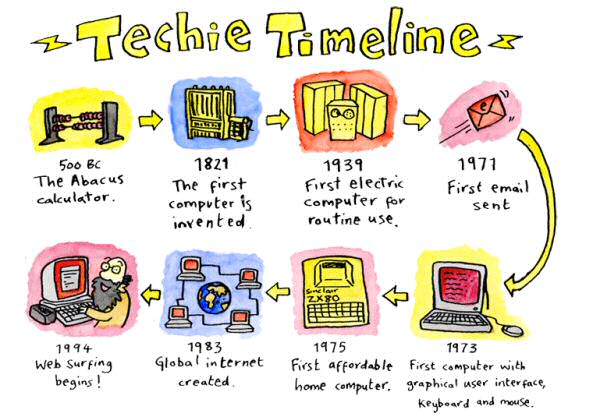 Techie Timeline
500 BC
The Abacus
calculator.
1821
The first
computer is
invented.
1939
First electric
computer for
routine use.
e
1971
First email
sent
1973
First computer with
graphical user interface,
Keyboard and mouse.
Sinclair
ZX80
1975
First affordable
home computer.
1983
Global internet
created.
1994
Web Surfing
begins!